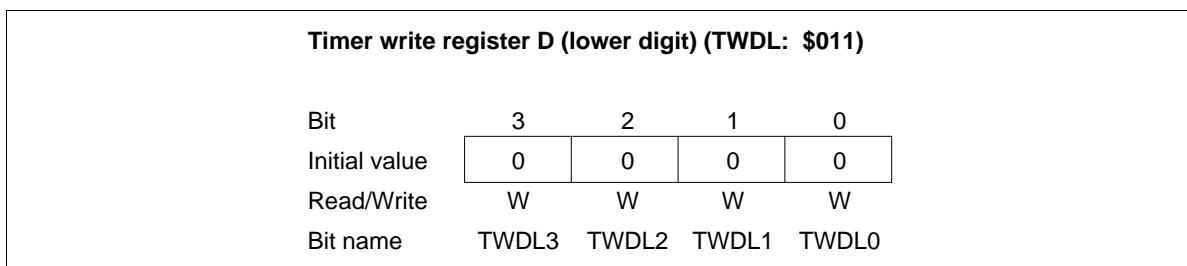 Timer write register D (lower digit) (TWDL: $011)
Bit 3 2 1 0
Initial value 0 0 0 0
Read/Write W W W W
Bit name TWDL3 TWDL2 TWDL1 TWDL0